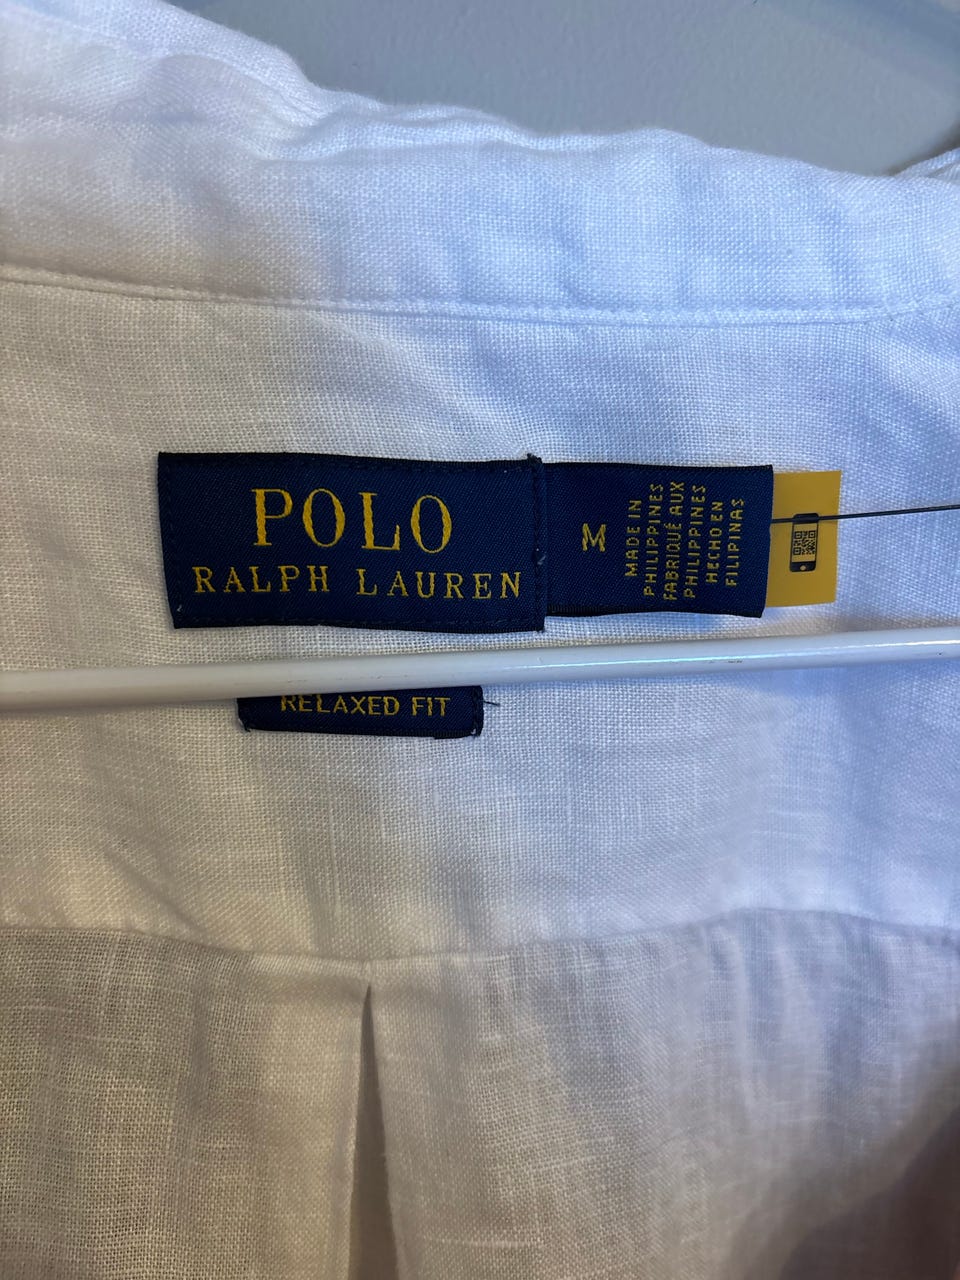 POLO
RALPH LAUREN
M
MADE IN
PHILIPPINES
FABRIQUÉ AUX
PHILIPPINES
HECHO EN
FILIPINAS
RELAXED FIT